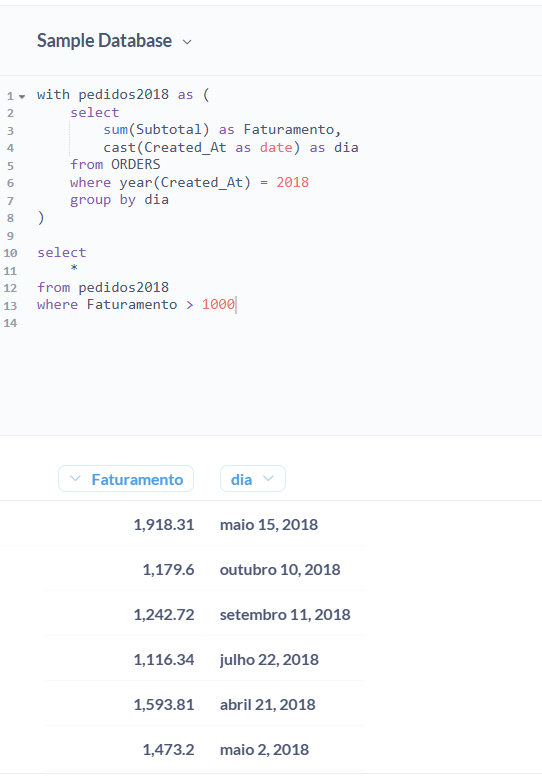 Sample Database
1 with pedidos2018 as (
2     select
3         sum(Subtotal) as Faturamento,
4         cast(Created_At as date) as dia
5     from ORDERS
6     where year(Created_At) = 2018
7     group by dia
8 )
9
10 select
11     *
12 from pedidos2018
13 where Faturamento > 1000
14
Faturamento dia
1,918.31 maio 15, 2018
1,179.6 outubro 10, 2018
1,242.72 setembro 11, 2018
1,116.34 julho 22, 2018
1,593.81 abril 21, 2018
1,473.2 maio 2, 2018